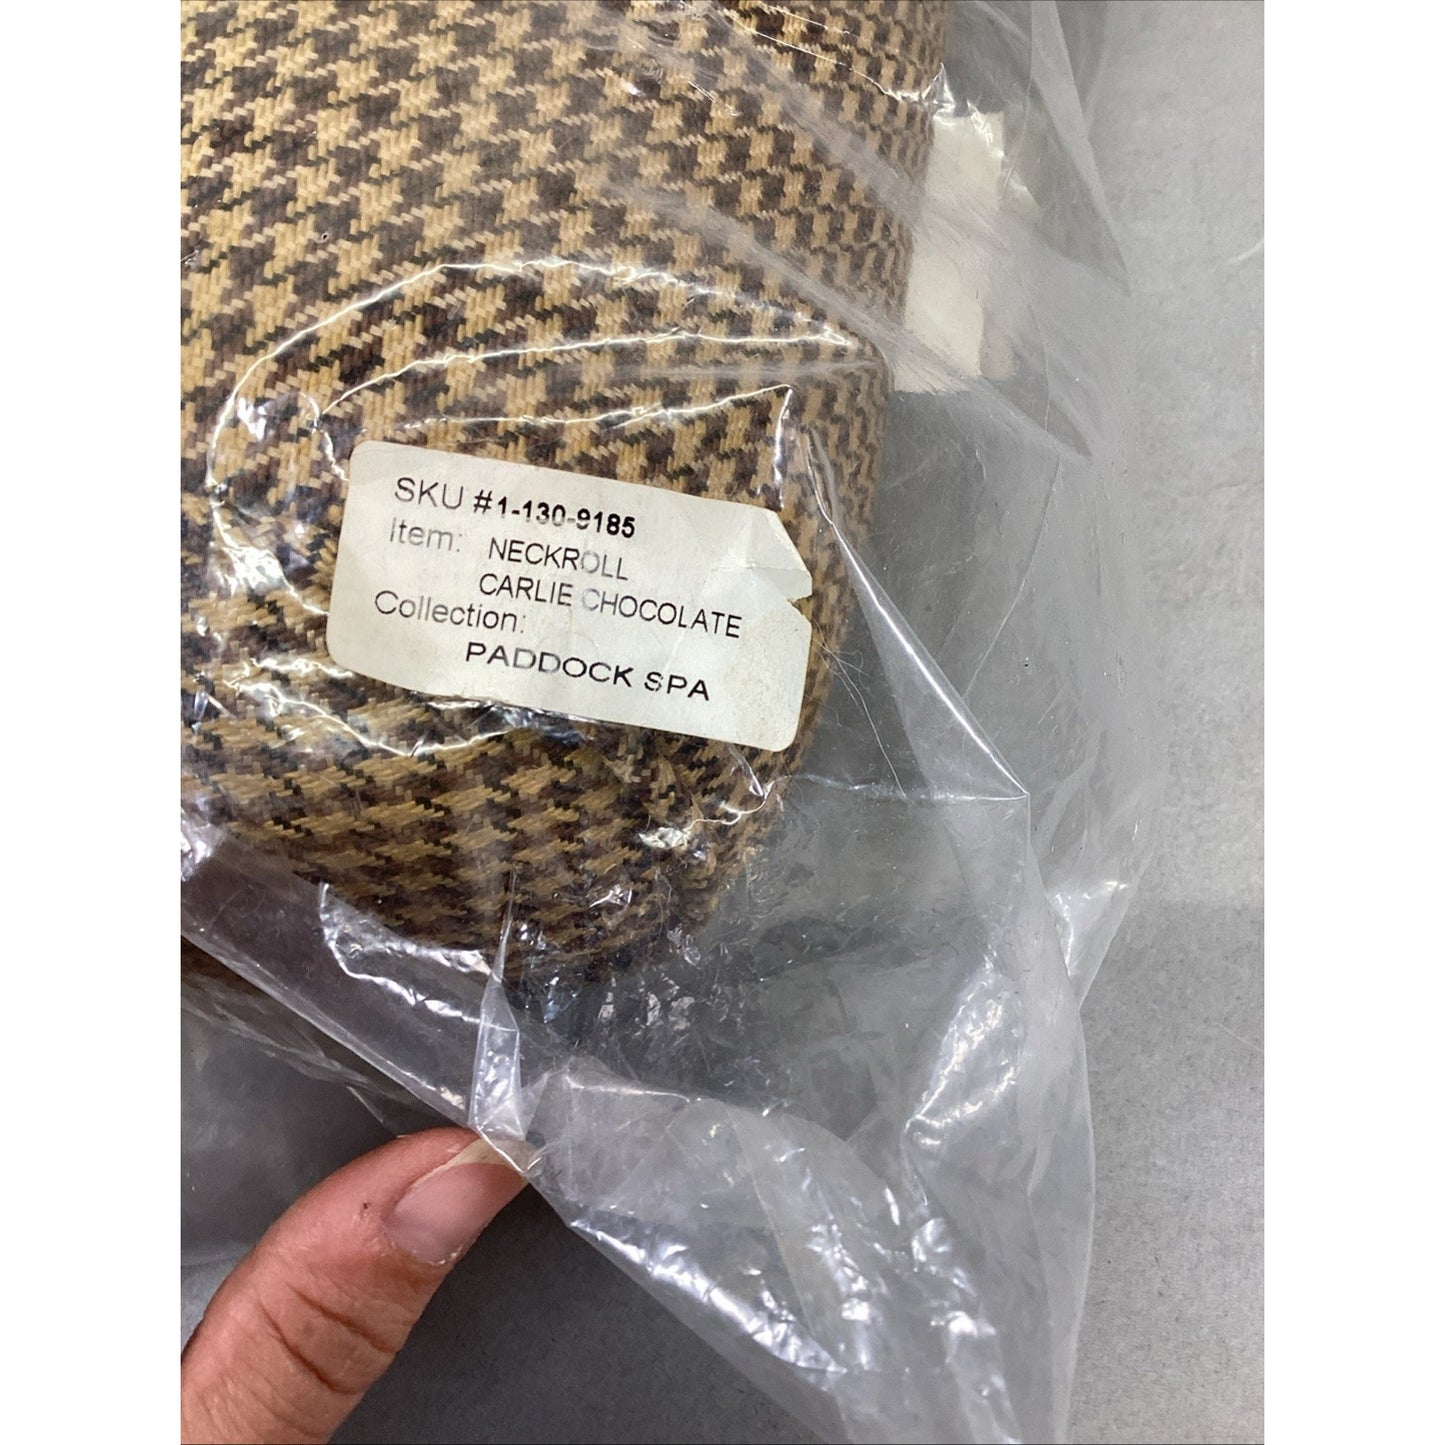 SKU #1-130-9185
Item: NECKROLL
CARLIE CHOCOLATE
Collection:
PADDOCK SPA